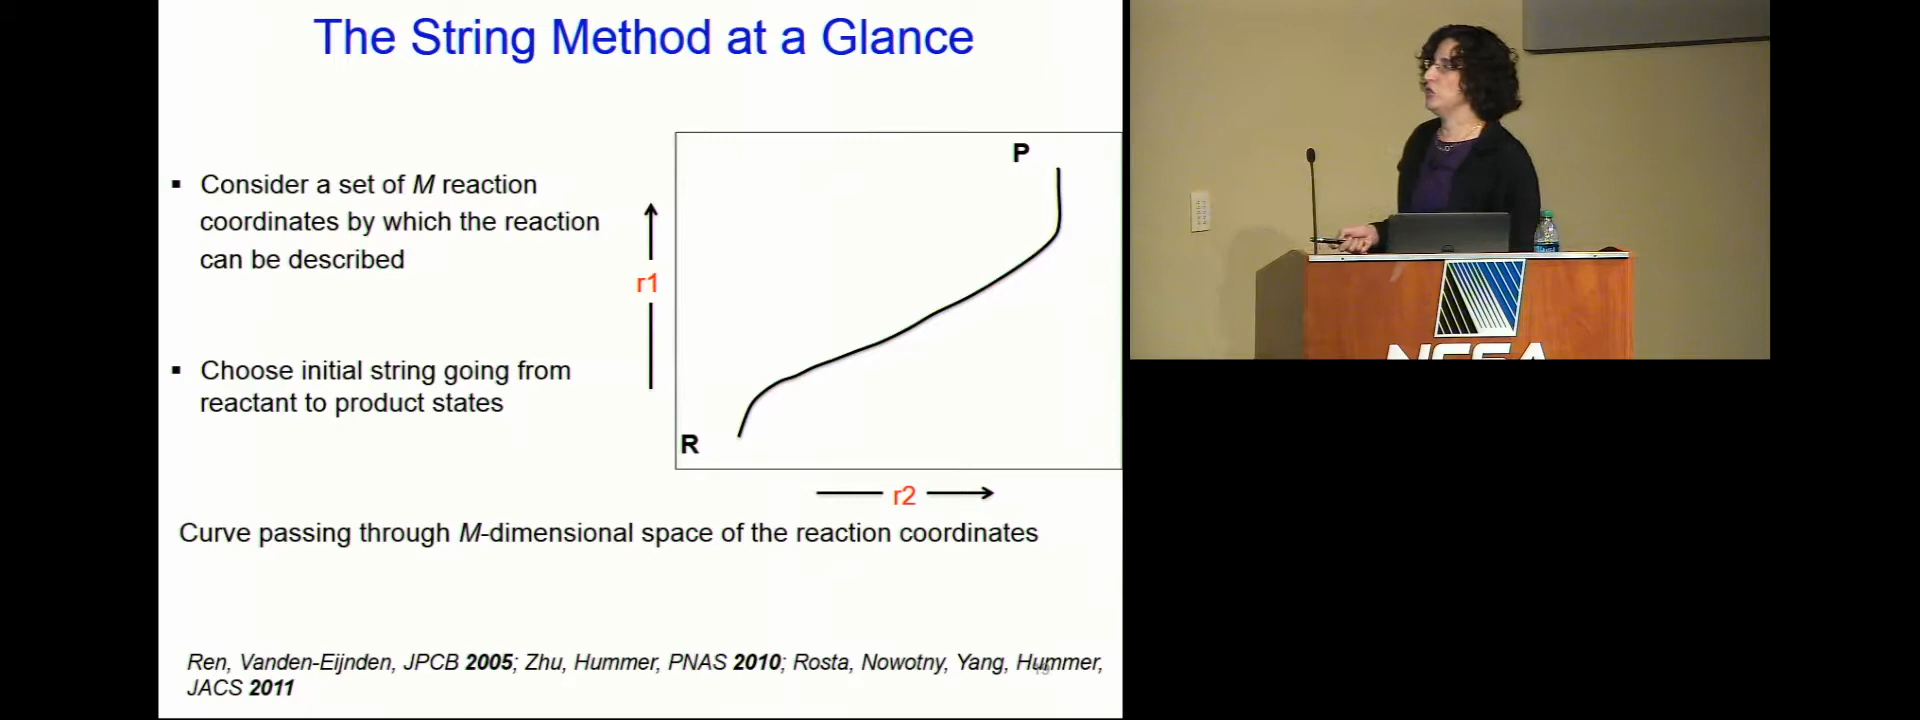 The String Method at a Glance
P
▪ Consider a set of M reaction
coordinates by which the reaction
can be described
r1
▪ Choose initial string going from
reactant to product states
R
r2
Curve passing through M-dimensional space of the reaction coordinates
Ren, Vanden-Eijnden, JPCB 2005; Zhu, Hummer, PNAS 2010; Rosta, Nowotny, Yang, Hummer,
JACS 2011
19
NCSA